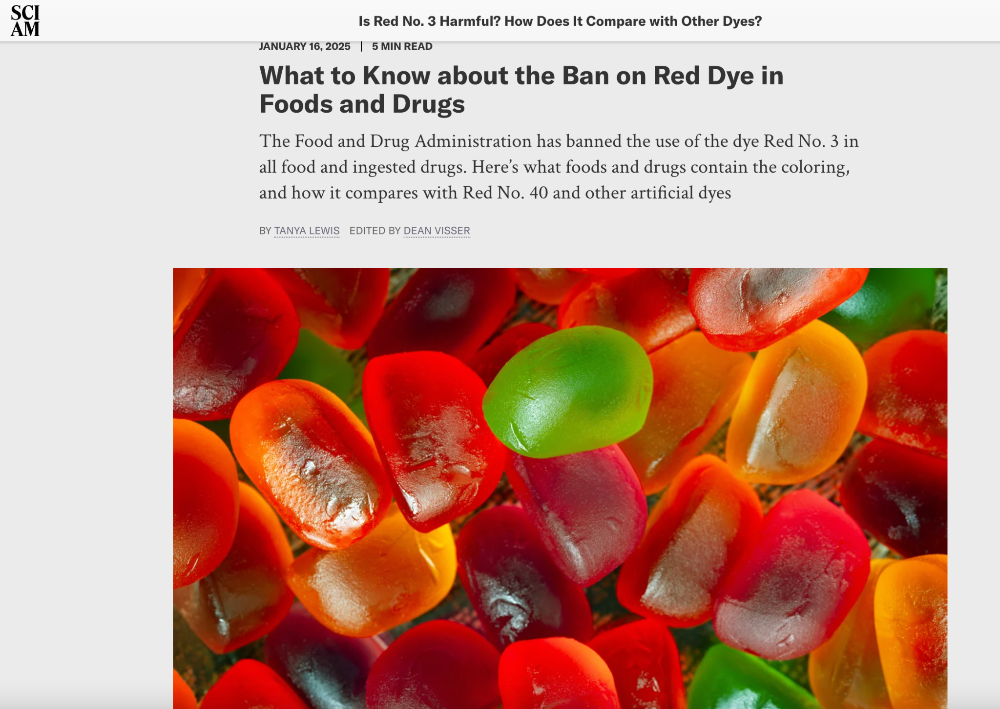 SCI
AM
Is Red No. 3 Harmful? How Does It Compare with Other Dyes?
JANUARY 16, 2025 | 5 MIN READ
What to Know about the Ban on Red Dye in
Foods and Drugs
The Food and Drug Administration has banned the use of the dye Red No. 3 in
all food and ingested drugs. Here’s what foods and drugs contain the coloring,
and how it compares with Red No. 40 and other artificial dyes
BY TANYA LEWIS EDITED BY DEAN VISSER